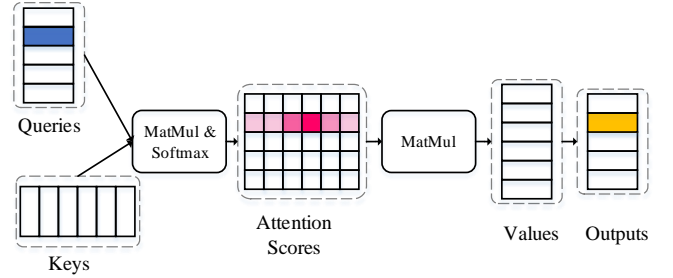 Queries
MatMul &
Softmax
Keys
Attention
Scores
MatMul
Values
Outputs